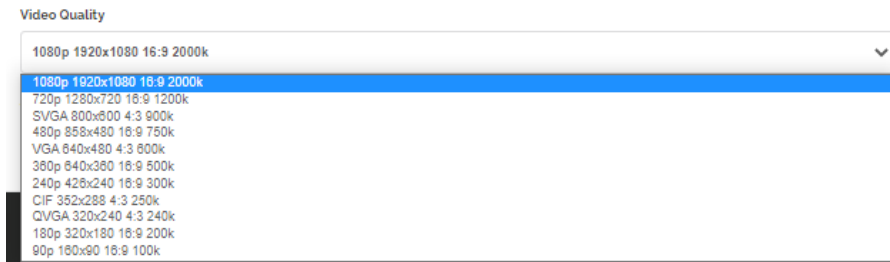 Video Quality
1080p 1920x1080 16:9 2000k
1080p 1920x1080 16:9 2000k
720p 1280x720 16:9 1200k
SVGA 800x600 4:3 900k
480p 858x480 16:9 750k
VGA 640x480 4:3 600k
360p 640x360 16:9 500k
240p 426x240 16:9 300k
CIF 352x288 4:3 250k
QVGA 320x240 4:3 240k
180p 320x180 16:9 200k
90p 160x90 16:9 100k